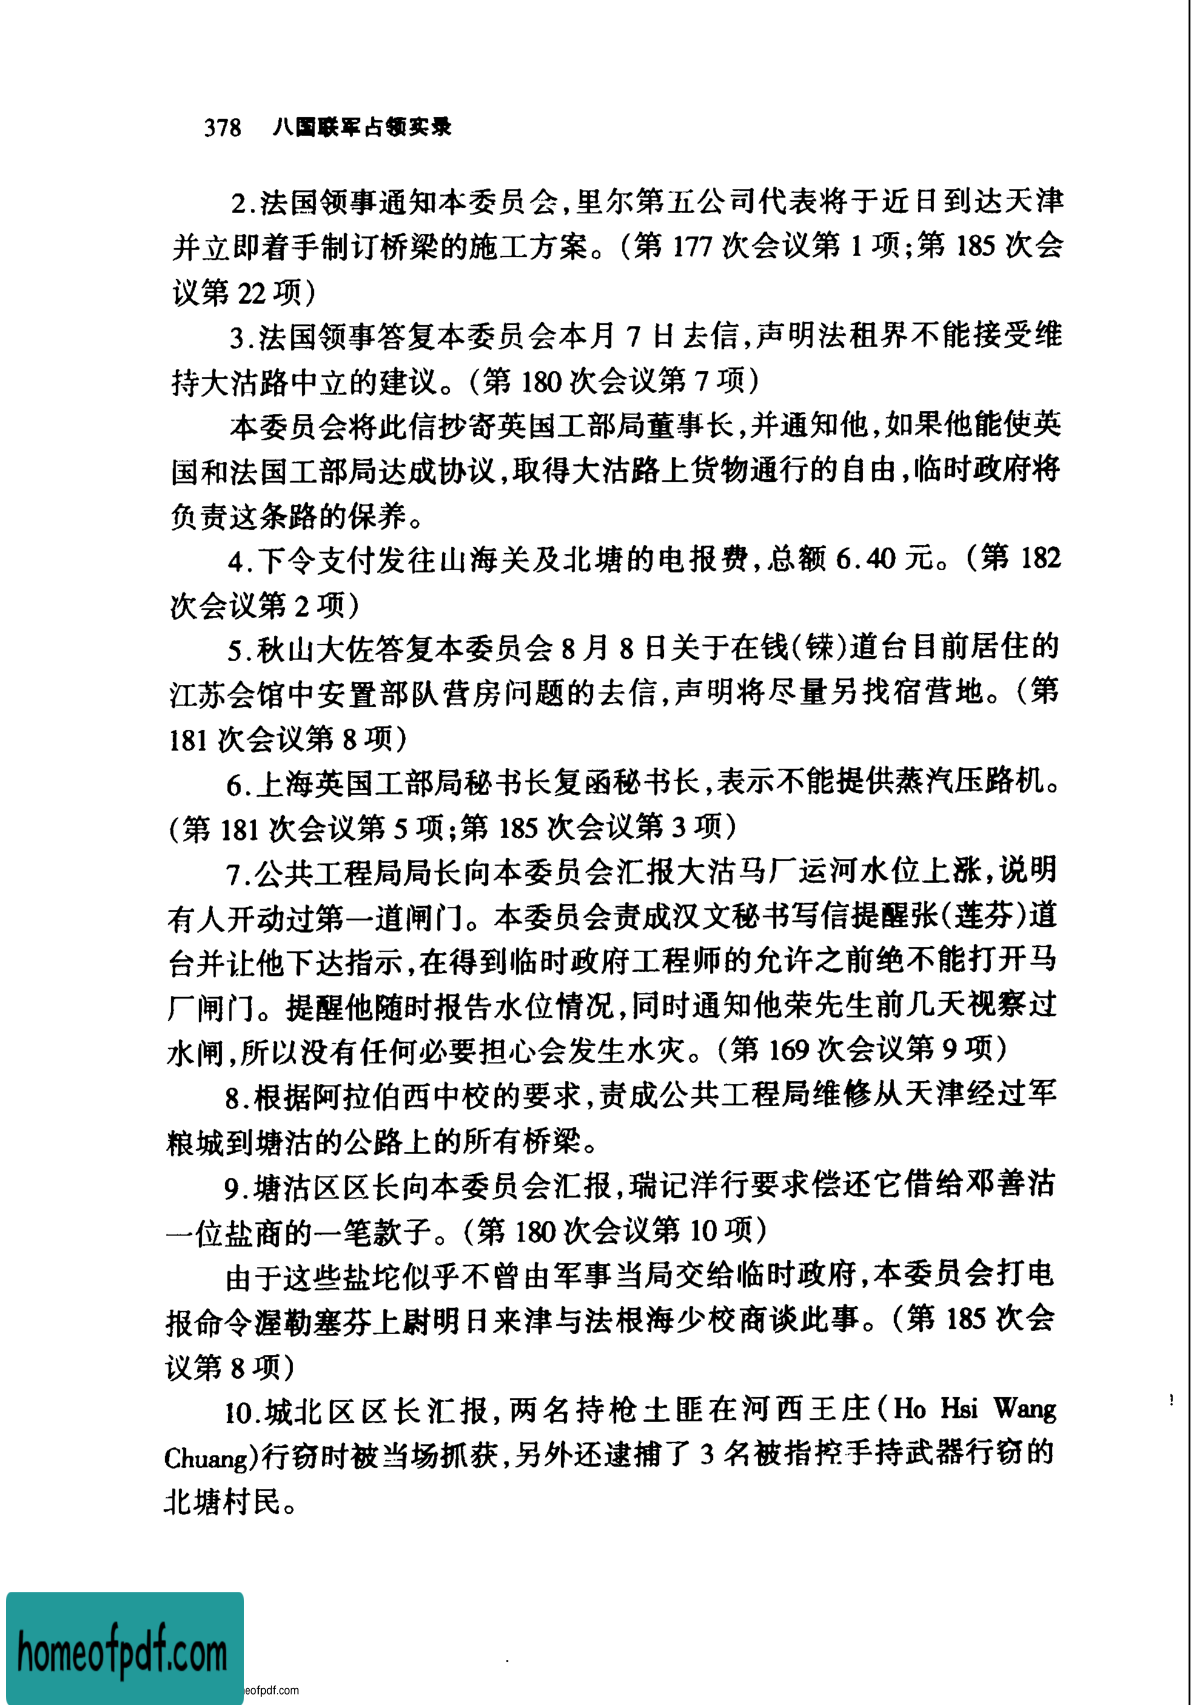 378 八国联军占领实录
2.法国领事通知本委员会,里尔第五公司代表将于近日到达天津
并立即着手制订桥梁的施工方案。(第 177 次会议第 1 项;第 185 次会
议第 22 项)
3.法国领事答复本委员会本月 7 日去信,声明法租界不能接受维
持大沽路中立的建议。(第 180 次会议第 7 项)
本委员会将此信抄寄英国工部局董事长,并通知他,如果他能使英
国和法国工部局达成协议,取得大沽路上货物通行的自由,临时政府将
负责这条路的保养。
4.下令支付发往山海关及北塘的电报费,总额 6.40 元。(第 182
次会议第 2 项)
5.秋山大佐答复本委员会 8 月 8 日关于在钱(铼)道台目前居住的
江苏会馆中安置部队营房问题的去信,声明将尽量另找宿营地。(第
181 次会议第 8 项)
6.上海英国工部局秘书长复函秘书长,表示不能提供蒸汽压路机。
(第 181 次会议第 5 项;第 185 次会议第 3 项)
7.公共工程局局长向本委员会汇报大沽马厂运河水位上涨,说明
有人开动过第一道闸门。本委员会责成汉文秘书写信提醒张(莲芬)道
台并让他下达指示,在得到临时政府工程师的允许之前绝不能打开马
厂闸门。提醒他随时报告水位情况,同时通知他荣先生前几天视察过
水闸,所以没有任何必要担心会发生水灾。(第 169 次会议第 9 项)
8.根据阿拉伯西中校的要求,责成公共工程局维修从天津经过军
粮城到塘沽的公路上的所有桥梁。
9.塘沽区区长向本委员会汇报,瑞记洋行要求偿还它借给邓善沽
一位盐商的一笔款子。(第 180 次会议第 10 项)
由于这些盐坨似乎不曾由军事当局交给临时政府,本委员会打电
报命令渥勒塞芬上尉明日来津与法根海少校商谈此事。(第 185 次会
议第 8 项)
10.城北区区长汇报,两名持枪土匪在河西王庄(Ho Hsi Wang
Chuang)行窃时被当场抓获,另外还逮捕了 3 名被指控手持武器行窃的
北塘村民。
homeofpdf.com
eofpdf.com